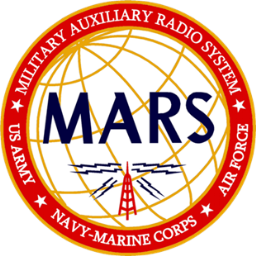 MILITARY AUXILIARY RADIO SYSTEM
MARS
US ARMY
NAVY-MARINE CORPS
AIR FORCE